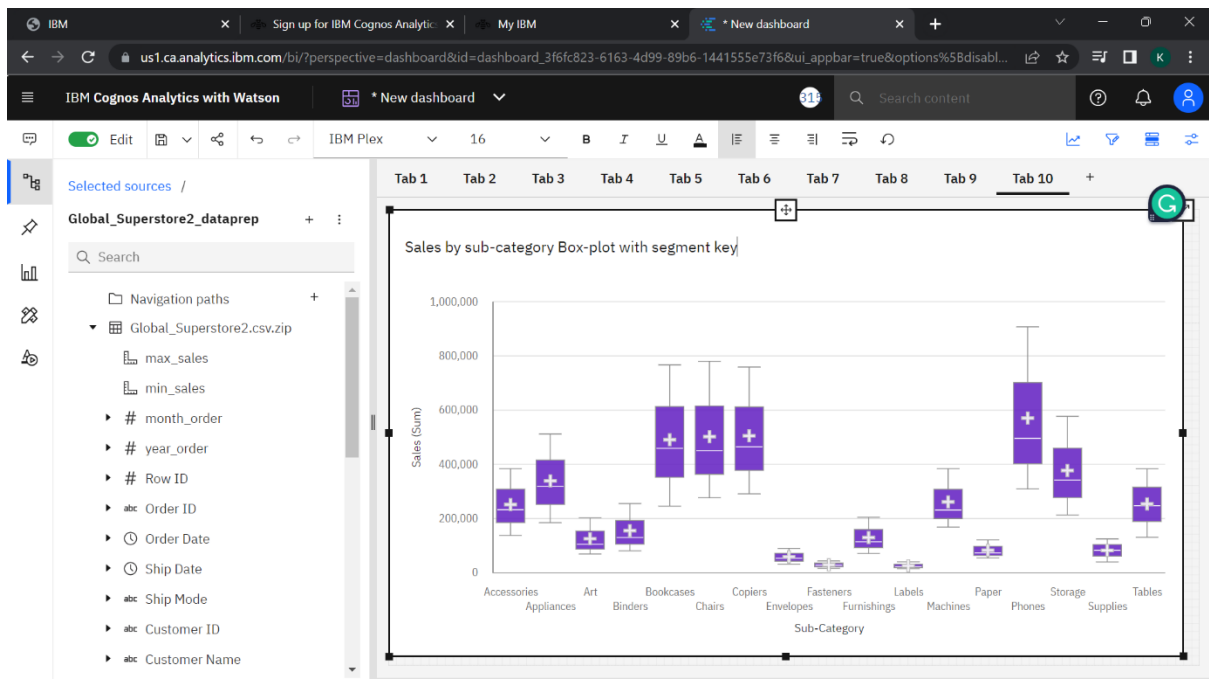 IBM
Sign up for IBM Cognos Analytic
My IBM
* New dashboard
us1.ca.analytics.ibm.com/bi/?perspective=dashboard&id=dashboard_3f6fc823-6163-4d99-89b6-1441555e73f6&ui_appbar=true&options%5Bdisabl...
K
IBM Cognos Analytics with Watson
* New dashboard
315
Search content
Edit
IBM Plex
16
B I U A
Selected sources /
Tab 1 Tab 2 Tab 3 Tab 4 Tab 5 Tab 6 Tab 7 Tab 8 Tab 9 Tab 10 +
Global_Superstore2_dataprep
Search
Navigation paths
Global_Superstore2.csv.zip
max_sales
min_sales
# month_order
# year_order
# Row ID
abc Order ID
Order Date
Ship Date
abc Ship Mode
abc Customer ID
abc Customer Name
Sales by sub-category Box-plot with segment key
Sales (Sum)
1,000,000
800,000
600,000
400,000
200,000
0
Accessories Art Bookcases Copiers Fasteners Labels Paper Storage Tables
Appliances Binders Chairs Envelopes Furnishings Machines Phones Supplies
Sub-Category